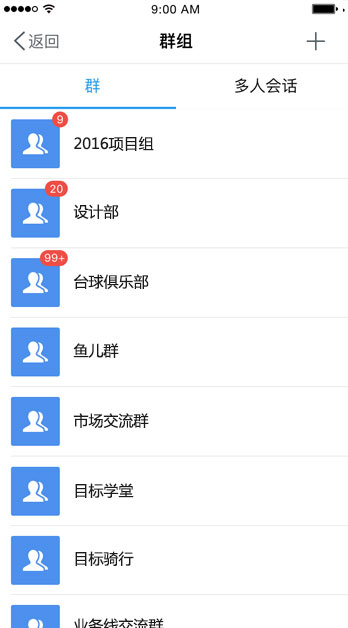 9:00 AM
返回
群组
群
多人会话
9
2016项目组
20
设计部
99+
台球俱乐部
鱼儿群
市场交流群
目标学堂
目标骑行
业务线交流群